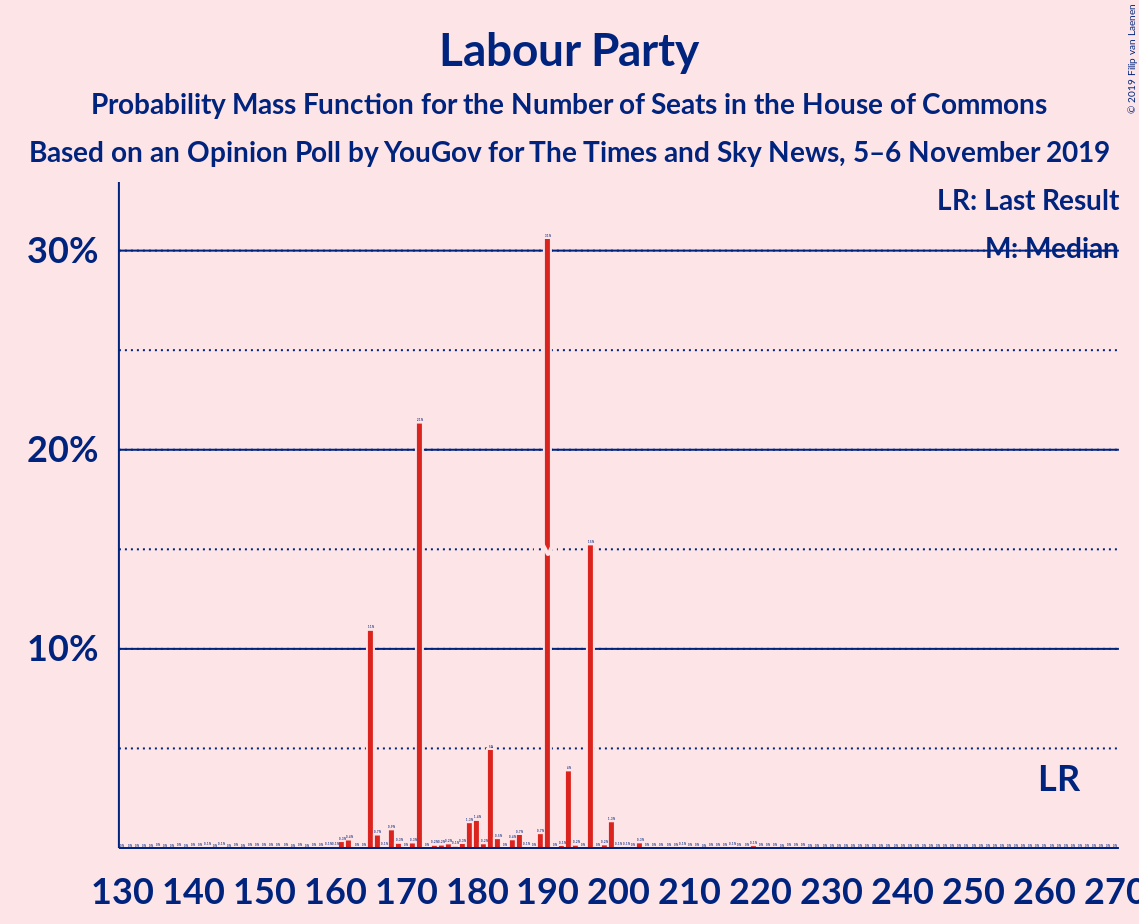 Labour Party
Probability Mass Function for the Number of Seats in the House of Commons
Based on an Opinion Poll by YouGov for The Times and Sky News, 5–6 November 2019
© 2019 Filip van Laenen
LR: Last Result
M: Median
30%
20%
10%
LR
130 140 150 160 170 180 190 200 210 220 230 240 250 260 270